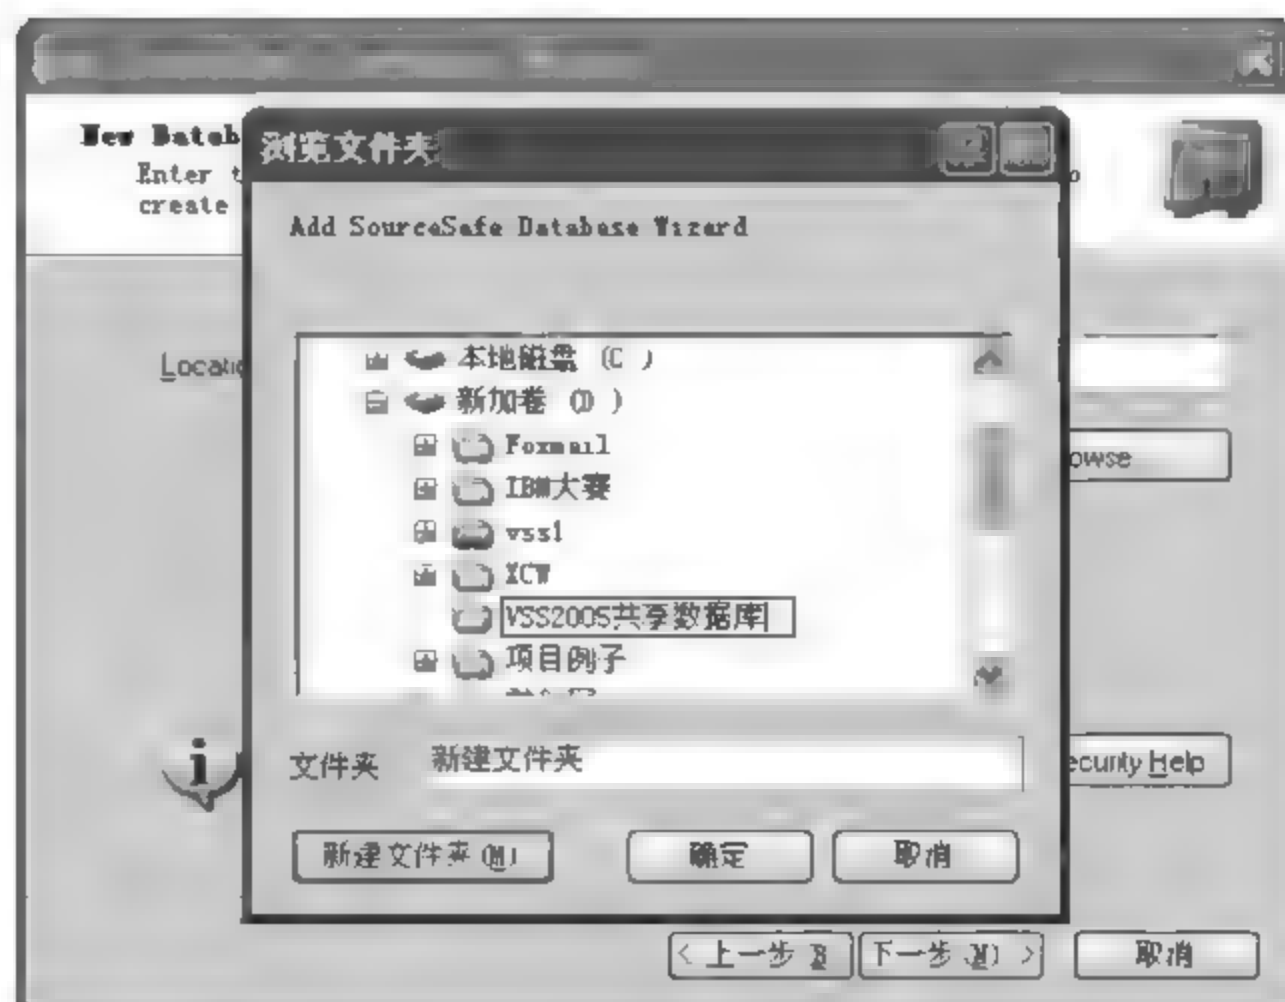 New Datab
Enter t
create
o
浏览文件夹
Add SourceSafe Database Wizard
Locatio
本地磁盘 (C )
新加卷 (D )
Foxmail
IBM大赛
vss1
XCW
VSS2005共享数据库
项目例子
owse
文件夹 新建文件夹
ecurity Help
新建文件夹(M) 确定 取消
< 上一步 B 下一步(N) > 取消